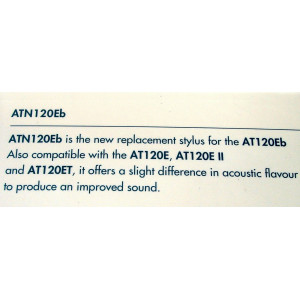 ATN120Eb
ATN120Eb is the new replacement stylus for the AT120Eb
Also compatible with the AT120E, AT120E II
and AT120ET, it offers a slight difference in acoustic flavour
to produce an improved sound.